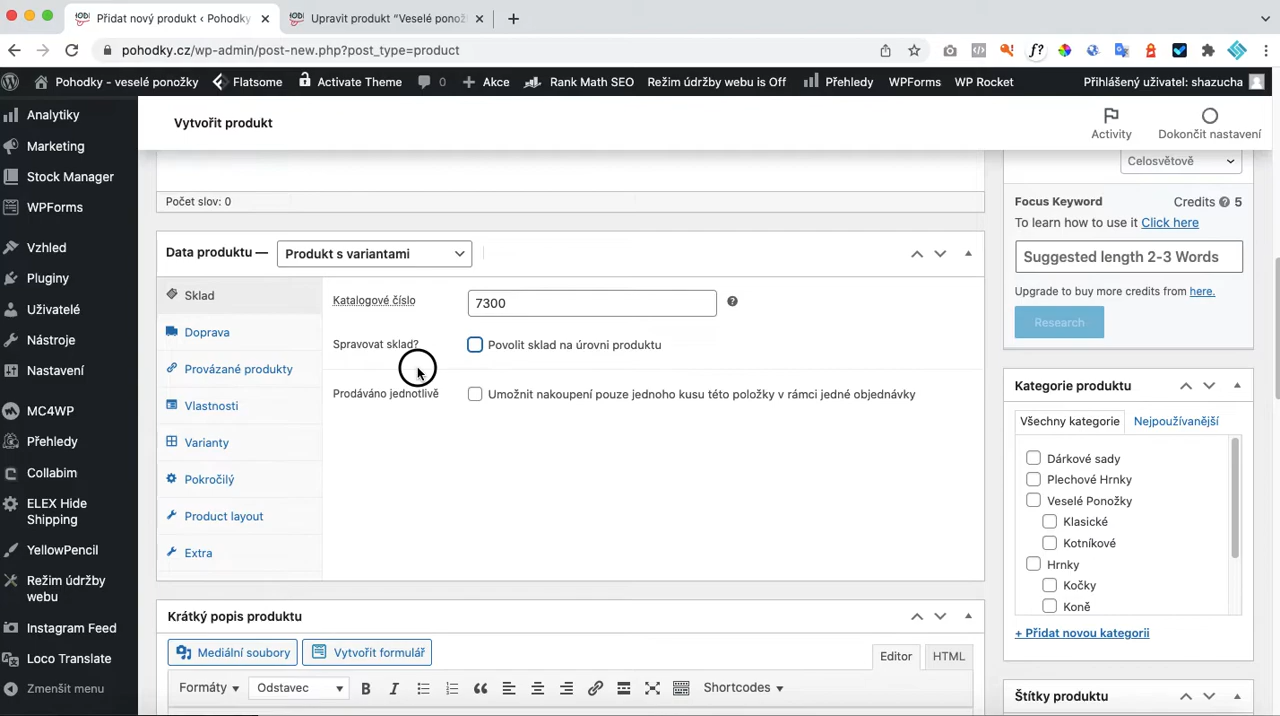 Přidat nový produkt ‹ Pohodky
Upravit produkt “Veselé ponož
pohodky.cz/wp-admin/post-new.php?post_type=product
Pohodky - veselé ponožky
Flatsome
Activate Theme
0
Akce
Rank Math SEO
Režim údržby webu is Off
Přehledy
WPForms
WP Rocket
Přihlášený uživatel: shazucha
Analytiky
Marketing
Stock Manager
WPForms
Vzhled
Pluginy
Uživatelé
Nástroje
Nastavení
MC4WP
Přehledy
Collabim
ELEX Hide
Shipping
YellowPencil
Režim údržby
webu
Instagram Feed
Loco Translate
Zmenšit menu
Vytvořit produkt
Activity
Dokončit nastavení
Počet slov: 0
Data produktu —
Produkt s variantami
Sklad
Doprava
Provázané produkty
Vlastnosti
Varianty
Pokročilý
Product layout
Extra
Katalogové číslo
7300
Spravovat sklad?
Povolit sklad na úrovni produktu
Prodáváno jednotlivě
Umožnit nakoupení pouze jednoho kusu této položky v rámci jedné objednávky
Krátký popis produktu
Mediální soubory
Vytvořit formulář
Editor
HTML
Formáty
Odstavec
B
I
Shortcodes
Celosvětově
Focus Keyword
Credits
5
To learn how to use it Click here
Suggested length 2-3 Words
Upgrade to buy more credits from here.
Research
Kategorie produktu
Všechny kategorie
Nejpoužívanější
Dárkové sady
Plechové Hrnky
Veselé Ponožky
Klasické
Kotníkové
Hrnky
Kočky
Koně
+ Přidat novou kategorii
Štítky produktu